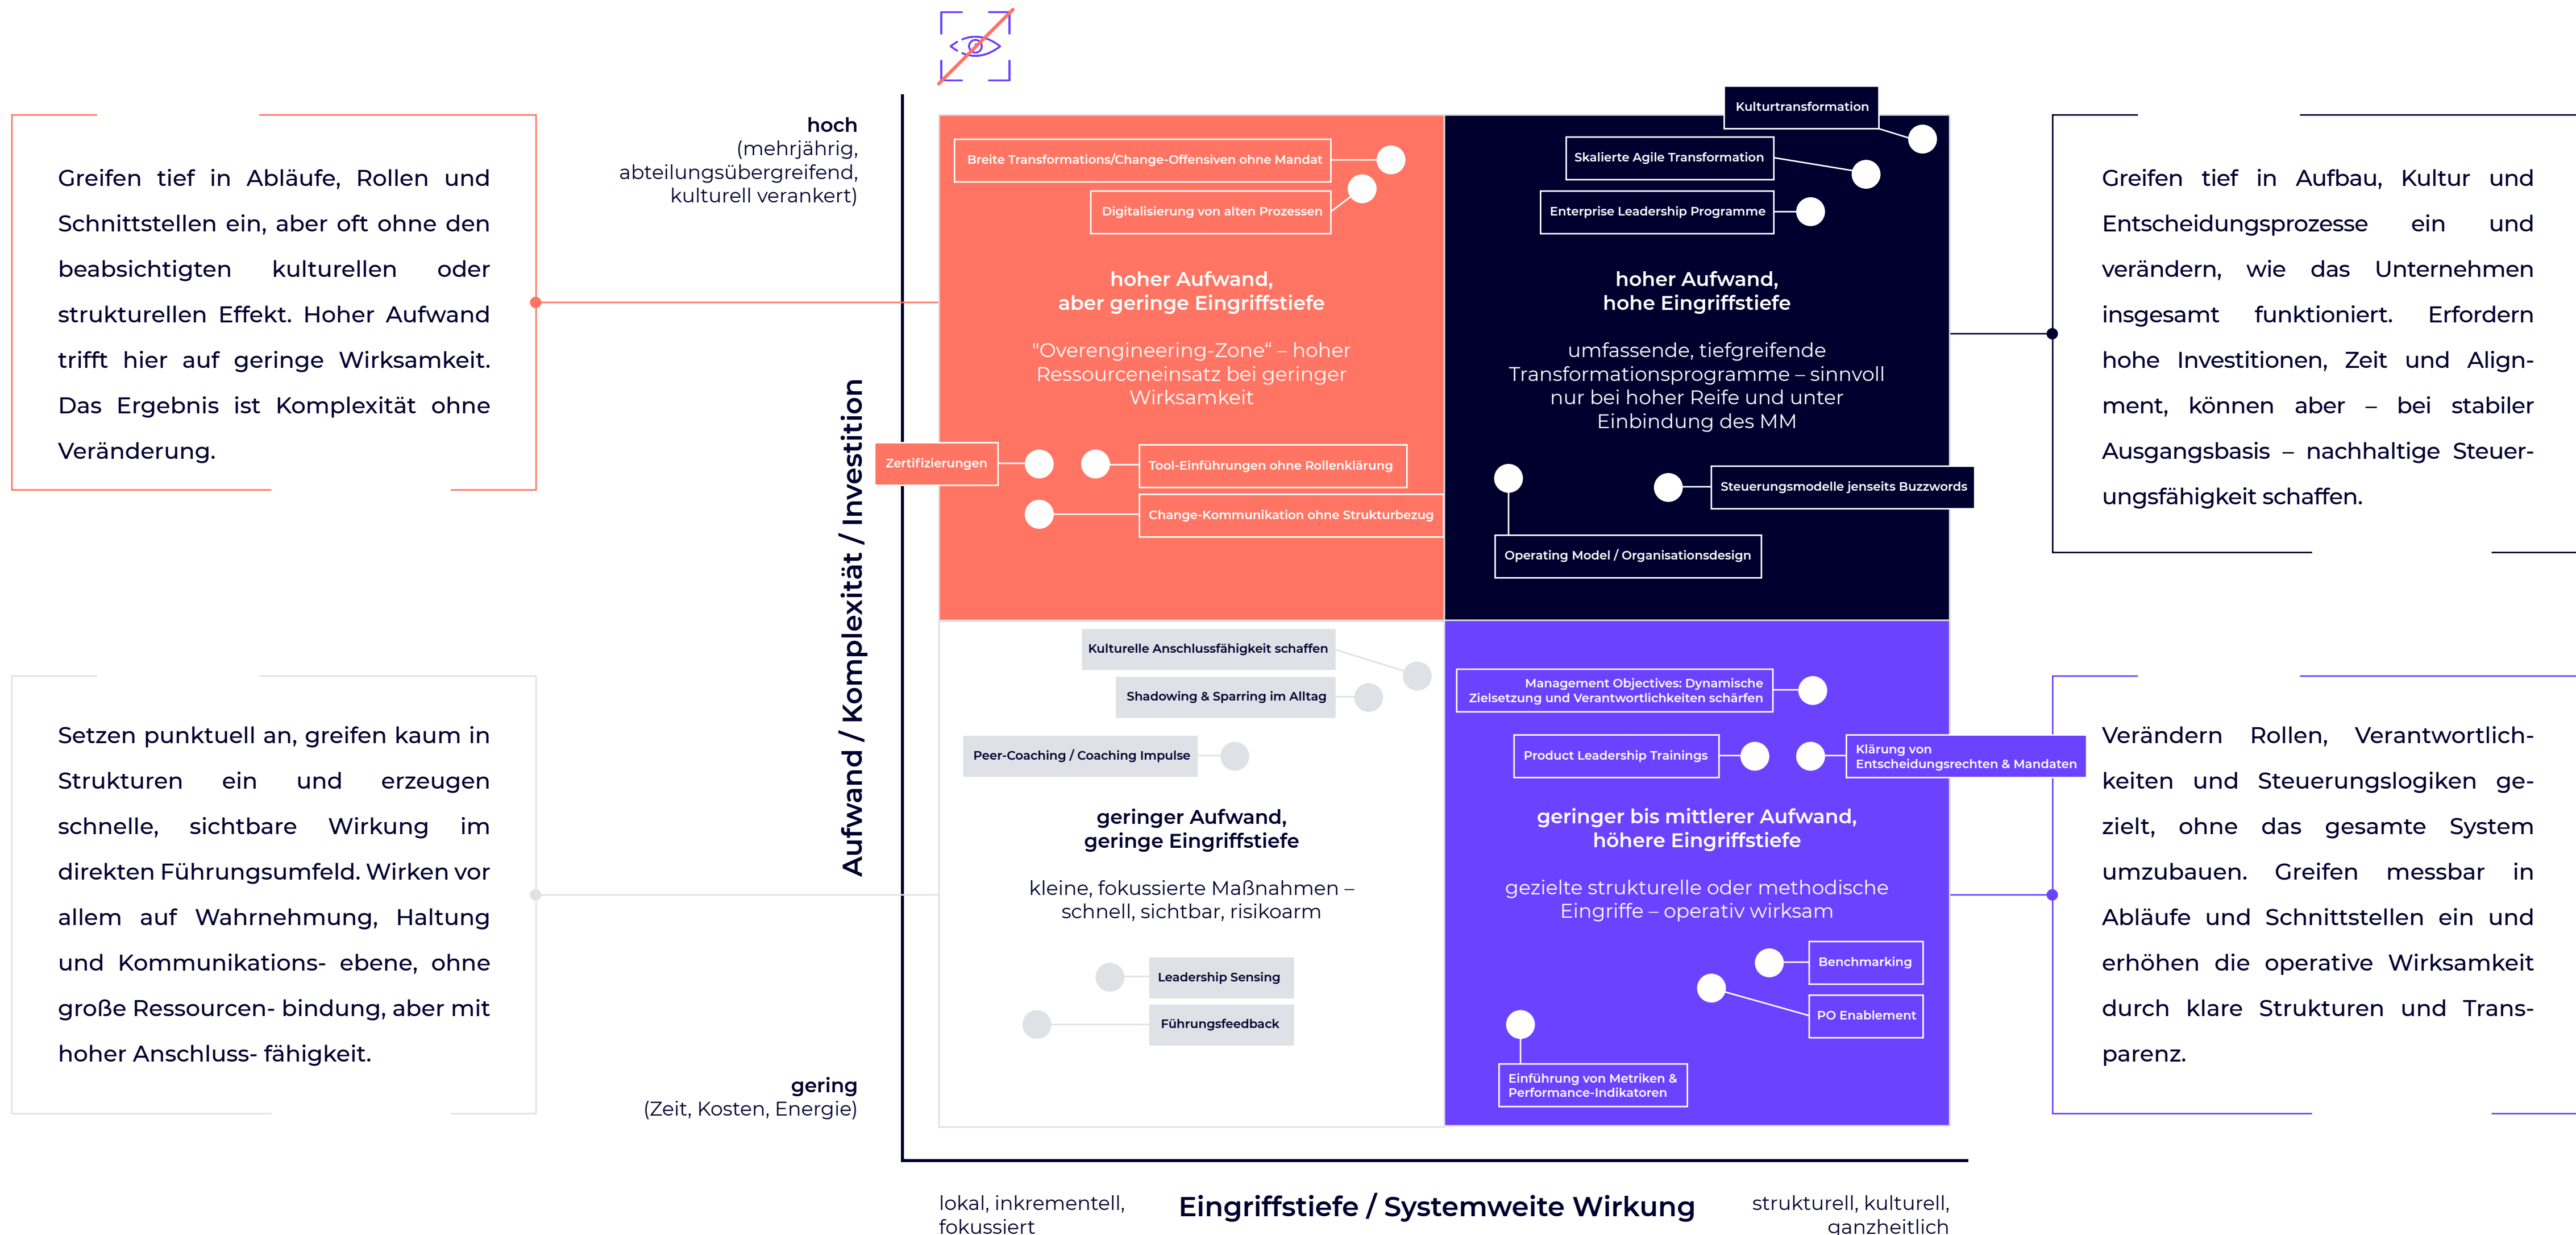 Greifen tief in Abläufe, Rollen und
Schnittstellen ein, aber oft ohne den
beabsichtigten kulturellen oder
strukturellen Effekt. Hoher Aufwand
trifft hier auf geringe Wirksamkeit.
Das Ergebnis ist Komplexität ohne
Veränderung.
Setzen punktuell an, greifen kaum in
Strukturen ein und erzeugen
schnelle, sichtbare Wirkung im
direkten Führungsumfeld. Wirken vor
allem auf Wahrnehmung, Haltung
und Kommunikations- ebene, ohne
große Ressourcen- bindung, aber mit
hoher Anschluss- fähigkeit.
hoch
(mehrjährig,
abteilungsübergreifend,
kulturell verankert)
Aufwand / Komplexität / Investition
gering
(Zeit, Kosten, Energie)
Breite Transformations/Change-Offensiven ohne Mandat
Digitalisierung von alten Prozessen
hoher Aufwand,
aber geringe Eingriffstiefe
"Overengineering-Zone“ – hoher
Ressourceneinsatz bei geringer
Wirksamkeit
Zertifizierungen
Tool-Einführungen ohne Rollenklärung
Change-Kommunikation ohne Strukturbezug
Kulturtransformation
Skalierte Agile Transformation
Enterprise Leadership Programme
hoher Aufwand,
hohe Eingriffstiefe
umfassende, tiefgreifende
Transformationsprogramme – sinnvoll
nur bei hoher Reife und unter
Einbindung des MM
Steuerungsmodelle jenseits Buzzwords
Operating Model / Organisationsdesign
Kulturelle Anschlussfähigkeit schaffen
Shadowing & Sparring im Alltag
Peer-Coaching / Coaching Impulse
geringer Aufwand,
geringe Eingriffstiefe
kleine, fokussierte Maßnahmen –
schnell, sichtbar, risikoarm
Leadership Sensing
Führungsfeedback
Management Objectives: Dynamische
Zielsetzung und Verantwortlichkeiten schärfen
Product Leadership Trainings
Klärung von
Entscheidungsrechten & Mandaten
geringer bis mittlerer Aufwand,
höhere Eingriffstiefe
gezielte strukturelle oder methodische
Eingriffe – operativ wirksam
Benchmarking
PO Enablement
Einführung von Metriken &
Performance-Indikatoren
lokal, inkrementell,
fokussiert
Eingriffstiefe / Systemweite Wirkung
strukturell, kulturell,
ganzheitlich
Greifen tief in Aufbau, Kultur und
Entscheidungsprozesse ein und
verändern, wie das Unternehmen
insgesamt funktioniert. Erfordern
hohe Investitionen, Zeit und Align-
ment, können aber – bei stabiler
Ausgangsbasis – nachhaltige Steuer-
ungsfähigkeit schaffen.
Verändern Rollen, Verantwortlich-
keiten und Steuerungslogiken ge-
zielt, ohne das gesamte System
umzubauen. Greifen messbar in
Abläufe und Schnittstellen ein und
erhöhen die operative Wirksamkeit
durch klare Strukturen und Trans-
parenz.